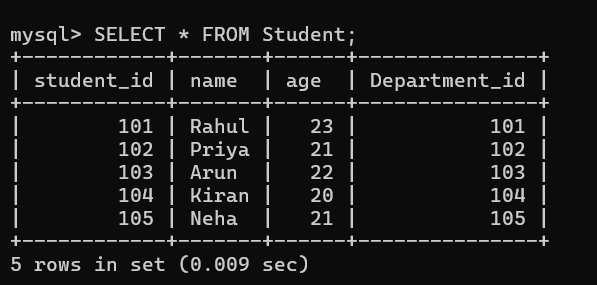 mysql> SELECT * FROM Student;
+------------+-------+------+---------------+
| student_id | name  | age  | Department_id |
+------------+-------+------+---------------+
|        101 | Rahul |   23 |           101 |
|        102 | Priya |   21 |           102 |
|        103 | Arun  |   22 |           103 |
|        104 | Kiran |   20 |           104 |
|        105 | Neha  |   21 |           105 |
+------------+-------+------+---------------+
5 rows in set (0.009 sec)